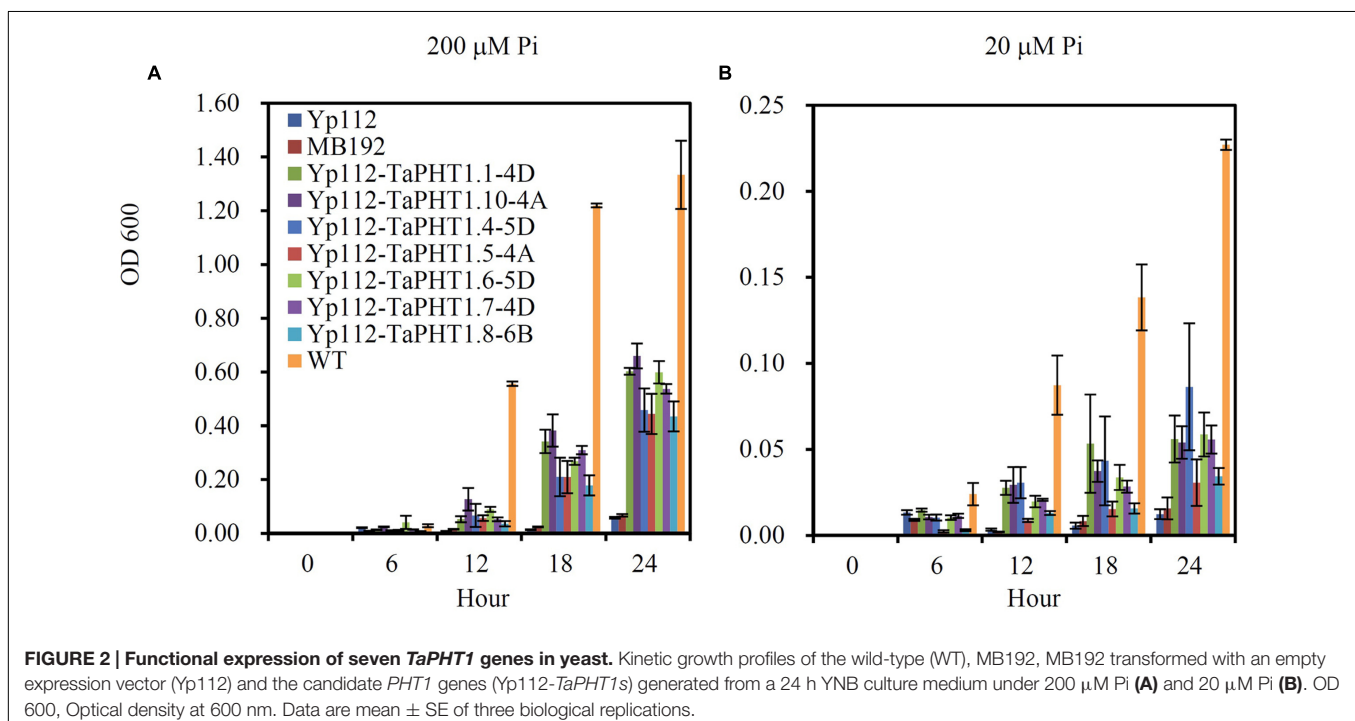 200 µM Pi
A
OD 600
1.60
1.40
1.20
1.00
0.80
0.60
0.40
0.20
0.00
Yp112
MB192
Yp112-TaPHT1.1-4D
Yp112-TaPHT1.10-4A
Yp112-TaPHT1.4-5D
Yp112-TaPHT1.5-4A
Yp112-TaPHT1.6-5D
Yp112-TaPHT1.7-4D
Yp112-TaPHT1.8-6B
WT
0 6 12 18 24
Hour
20 µM Pi
B
0.25
0.20
0.15
0.10
0.05
0.00
0 6 12 18 24
Hour
FIGURE 2 | Functional expression of seven TaPHT1 genes in yeast. Kinetic growth profiles of the wild-type (WT), MB192, MB192 transformed with an empty
expression vector (Yp112) and the candidate PHT1 genes (Yp112-TaPHT1s) generated from a 24 h YNB culture medium under 200 µM Pi (A) and 20 µM Pi (B). OD
600, Optical density at 600 nm. Data are mean ± SE of three biological replications.